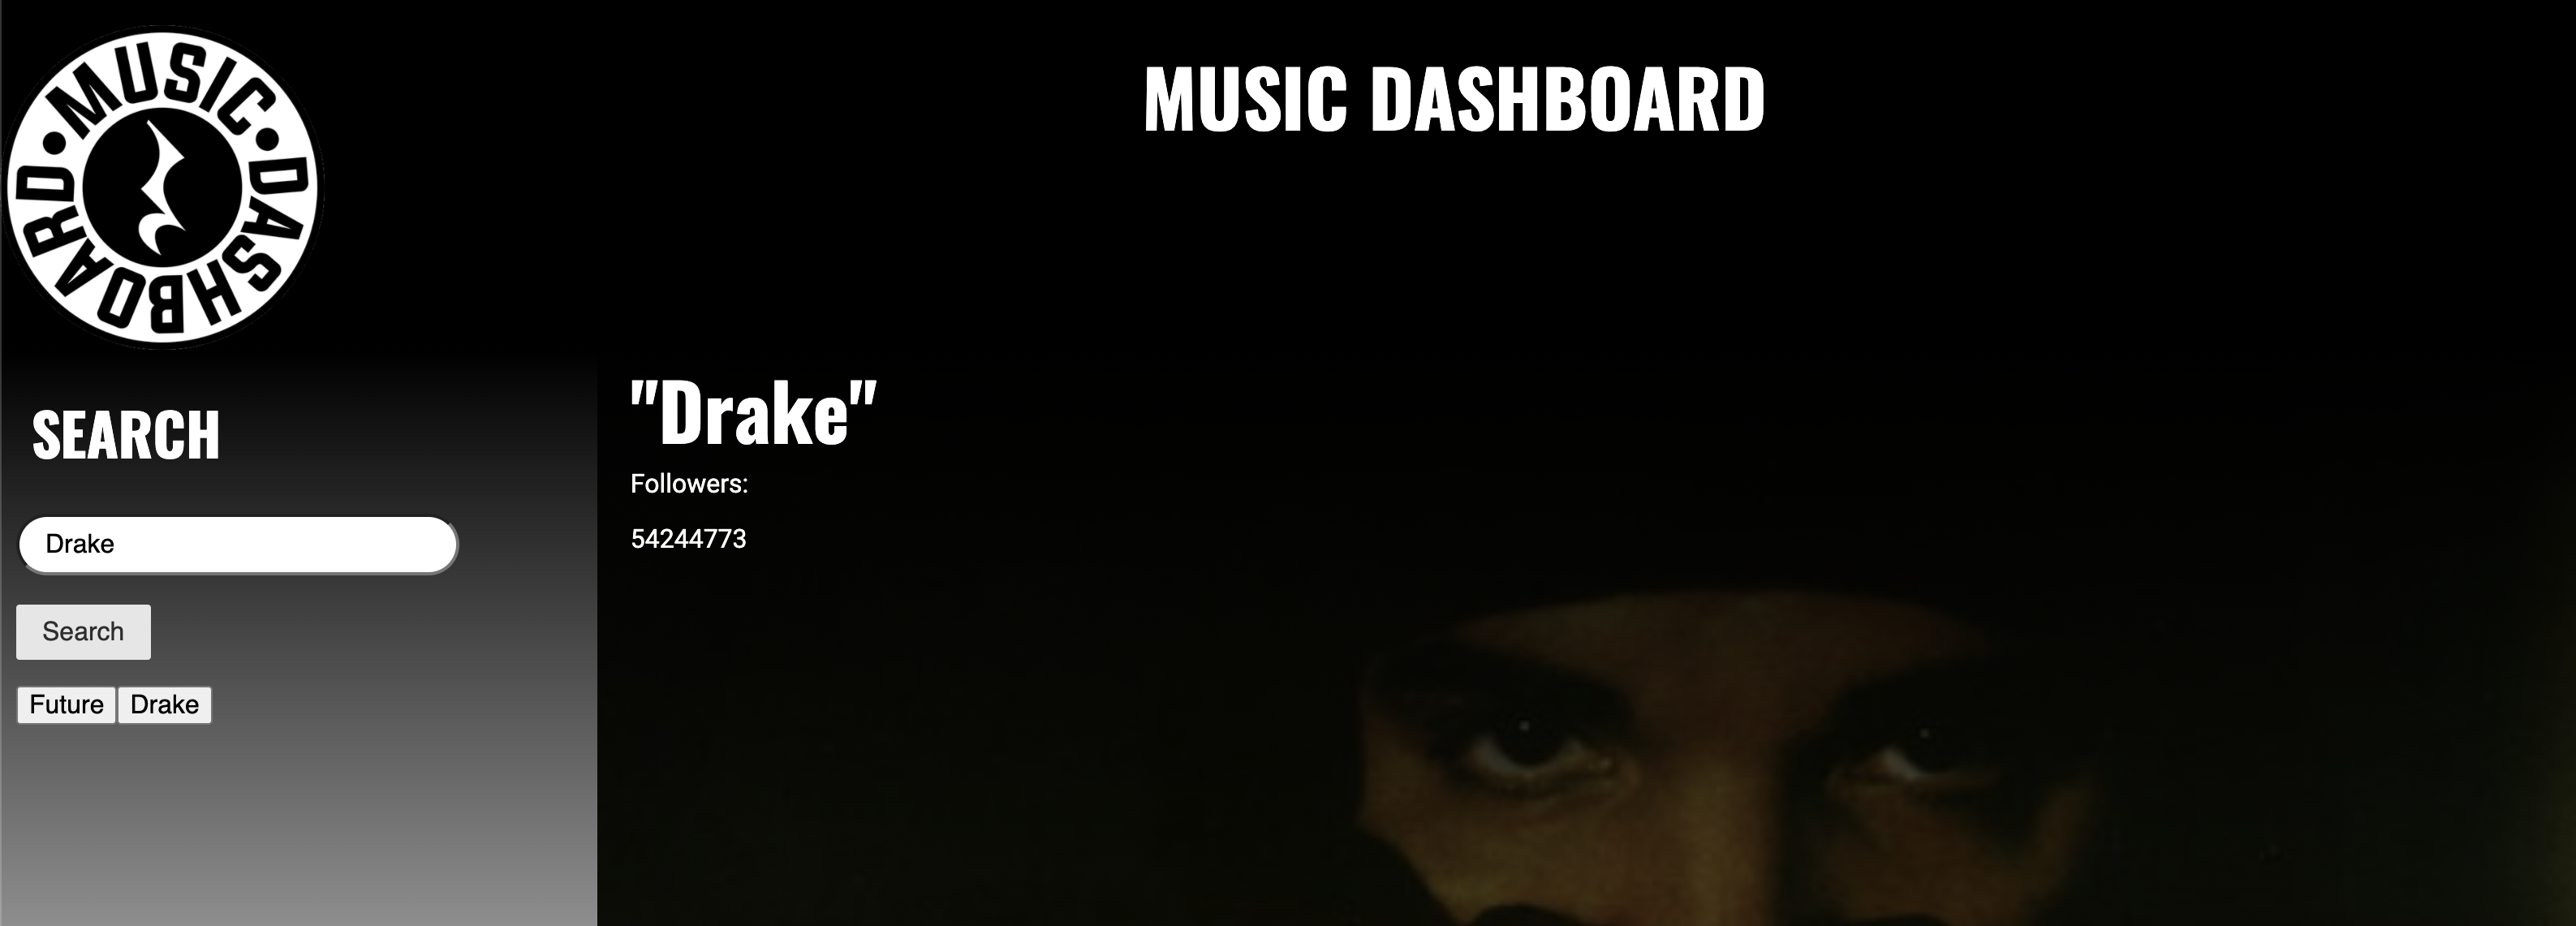 MUSIC • DASHBOARD •
MUSIC DASHBOARD
SEARCH
Drake
Search
Future Drake
"Drake"
Followers:
54244773